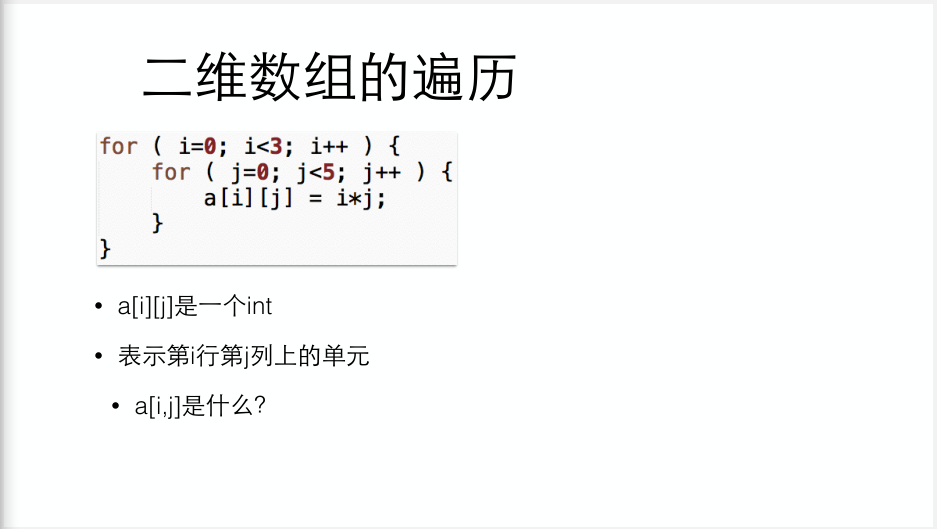 二维数组的遍历
for ( i=0; i<3; i++ ) {
    for ( j=0; j<5; j++ ) {
        a[i][j] = i*j;
    }
}
• a[i][j]是一个int
• 表示第i行第j列上的单元
• a[i,j]是什么?